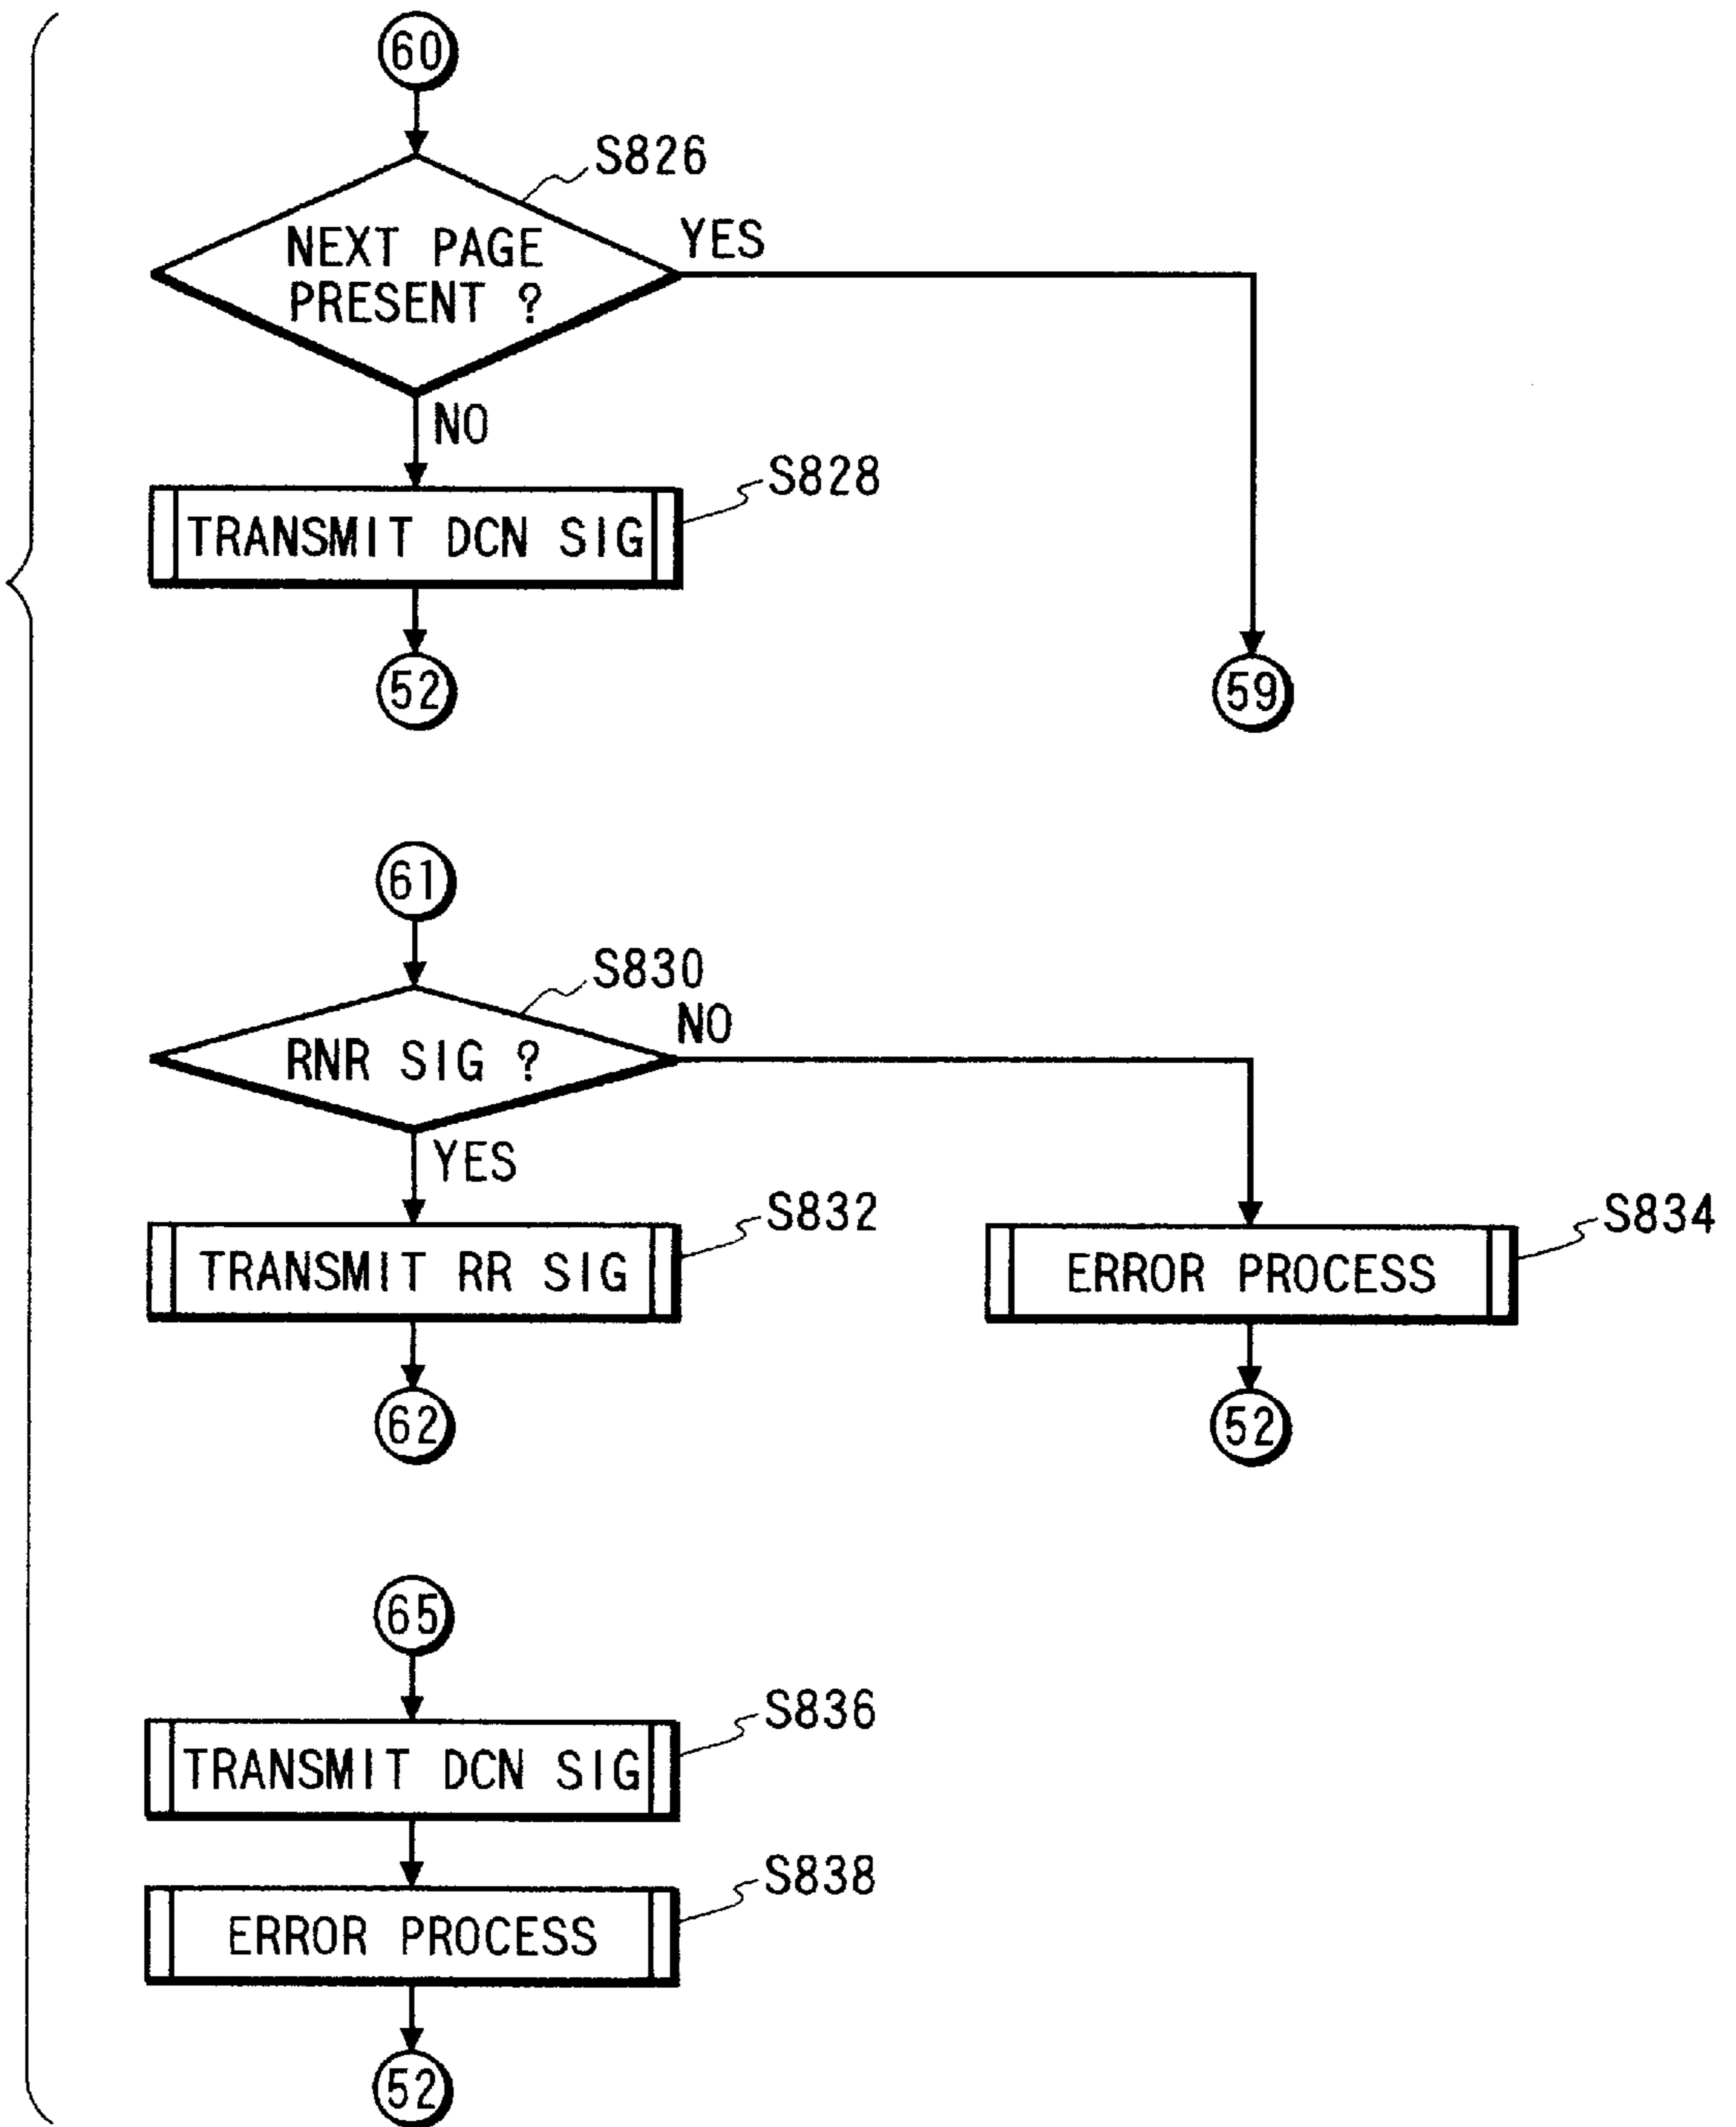 60
S826
NEXT PAGE
PRESENT ?
YES
NO
S828
TRANSMIT DCN SIG
52
59
61
S830
RNR SIG ?
NO
YES
S832
TRANSMIT RR SIG
S834
ERROR PROCESS
62
52
65
S836
TRANSMIT DCN SIG
S838
ERROR PROCESS
52